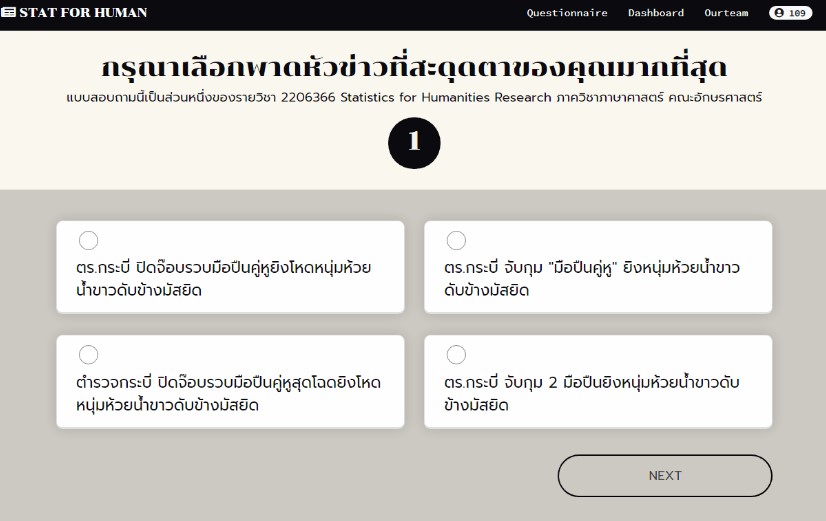 STAT FOR HUMAN
Questionnaire Dashboard Ourteam 109
กรุณาเลือกพาดหัวข่าวที่สะดุดตาของคุณมากที่สุด
แบบสอบถามนี้เป็นส่วนหนึ่งของรายวิชา 2206366 Statistics for Humanities Research ภาควิชาภาษาศาสตร์ คณะอักษรศาสตร์
1
ตร.กระบี่ ปิดจ๊อบรวบมือปืนคู่หูยิงโหดหนุ่มห้วย
น้ำขาวดับข้างมัสยิด
ตร.กระบี่ จับกุม "มือปืนคู่หู" ยิงหนุ่มห้วยน้ำขาว
ดับข้างมัสยิด
ตำรวจกระบี่ ปิดจ๊อบรวบมือปืนคู่หูสุดโฉดยิงโหด
หนุ่มห้วยน้ำขาวดับข้างมัสยิด
ตร.กระบี่ จับกุม 2 มือปืนยิงหนุ่มห้วยน้ำขาวดับ
ข้างมัสยิด
NEXT